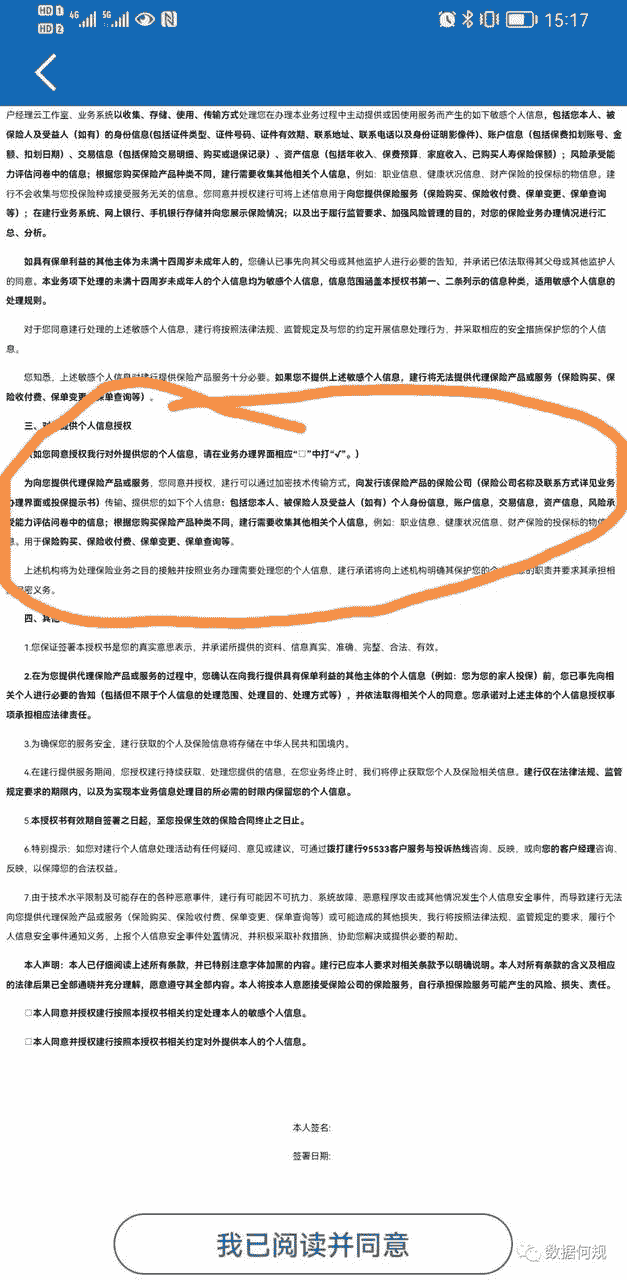 HD 1 4G 5G 15:17
HD 2
户经理云工作室、业务系统以收集、存储、使用、传输方式处理您在办理本业务过程中主动提供或因使用服务而产生的如下敏感个人信息，包括您本人、被
保险人及受益人（如有）的身份信息(包括证件类型、证件号码、证件有效期、联系地址、联系电话以及身份证明影像件)、账户信息（包括保费扣划账号、金
额、扣划日期）、交易信息（包括保险交易明细、购买或退保记录）、资产信息（包括年收入、保费预算、家庭收入、已购买人寿保险保额）；风险承受能
力评估问卷中的信息；根据您购买保险产品种类不同，建行需要收集其他相关个人信息，例如：职业信息、健康状况信息、财产保险的投保标的物信息。建
行不会收集与您投保险种或接受服务无关的信息。您同意并授权建行可将上述信息用于向您提供保险服务（保险购买、保险收付费、保单变更、保单查询
等）；在建行业务系统、网上银行、手机银行存储并向您展示保险情况；以及出于履行监管要求、加强风险管理的目的，对您的保险业务办理情况进行汇
总、分析。
如具有保单利益的其他主体为未满十四周岁未成年人的，您确认已事先向其父母或其他监护人进行必要的告知，并承诺已依法取得其父母或其他监护人
的同意。本业务项下处理的未满十四周岁未成年人的个人信息均为敏感个人信息，信息范围涵盖本授权书第一、二条列示的信息种类，适用敏感个人信息的
处理规则。
对于您同意建行处理的上述敏感个人信息，建行将按照法律法规、监管规定及与您的约定开展信息处理行为，并采取相应的安全措施保护您的个人信
息。
您知悉，上述敏感个人信息对建行提供保险产品服务十分必要。如果您不提供上述敏感个人信息，建行将无法提供代理保险产品或服务（保险购买、保
险收付费、保单变更、保单查询等）。
三、对外提供个人信息授权
（如您同意授权我行对外提供您的个人信息，请在业务办理界面相应“□”中打“√”。）
为向您提供代理保险产品或服务，您同意并授权，建行可以通过加密技术传输方式，向发行该保险产品的保险公司（保险公司名称及联系方式详见业务
办理界面或投保提示书）传输、提供您的如下个人信息：包括您本人、被保险人及受益人（如有）个人身份信息，账户信息，交易信息，资产信息，风险承
受能力评估问卷中的信息；根据您购买保险产品种类不同，建行需要收集其他相关个人信息，例如：职业信息、健康状况信息、财产保险的投保标的物信
息。用于保险购买、保险收付费、保单变更、保单查询等。
上述机构将为处理保险业务之目的接触并按照业务办理需要处理您的个人信息，建行承诺将向上述机构明确其保护您的个人信息的职责并要求其承担相
应保密义务。
四、其他
1.您保证签署本授权书是您的真实意思表示，并承诺所提供的资料、信息真实、准确、完整、合法、有效。
2.在为您提供代理保险产品或服务的过程中，您确认在向我行提供具有保单利益的其他主体的个人信息（例如：您为您的家人投保）前，您已事先向相
关个人进行必要的告知（包括但不限于个人信息的处理范围、处理目的、处理方式等），并依法取得相关个人的同意。您承诺对上述主体的个人信息授权事
项承担相应法律责任。
3.为确保您的服务安全，建行获取的个人及保险信息将存储在中华人民共和国境内。
4.在建行提供服务期间，您授权建行持续获取、处理您提供的信息，在您业务终止时，我们将停止获取您个人及保险相关信息。建行仅在法律法规、监管
规定要求的期限内，以及为实现本业务信息处理目的所必需的时限内保留您的个人信息。
5.本授权书有效期自签署之日起，至您投保生效的保险合同终止之日止。
6.特别提示：如您对建行个人信息处理活动有任何疑问、意见或建议，可通过拨打建行95533客户服务与投诉热线咨询、反映，或向您的客户经理咨询、
反映，以保障您的合法权益。
7.由于技术水平限制及可能存在的各种恶意事件，建行有可能因不可抗力、系统故障、恶意程序攻击或其他情况发生个人信息安全事件，而导致建行无法
向您提供代理保险产品或服务（保险购买、保险收付费、保单变更、保单查询等）或可能造成的其他损失，我行将按照法律法规、监管规定的要求，履行个
人信息安全事件通知义务，上报个人信息安全事件处置情况，并积极采取补救措施，协助您解决或提供必要的帮助。
本人声明：本人已仔细阅读上述所有条款，并已特别注意字体加黑的内容。建行已应本人要求对相关条款予以明确说明。本人对所有条款的含义及相应
的法律后果已全部通晓并充分理解，愿意遵守其全部内容。本人将按本人意愿接受保险公司的保险服务，自行承担保险服务可能产生的风险、损失、责任。
□本人同意并授权建行按照本授权书相关约定处理本人的敏感个人信息。
□本人同意并授权建行按照本授权书相关约定对外提供本人的个人信息。
本人签名:
签署日期:
我已阅读并同意
数据何规